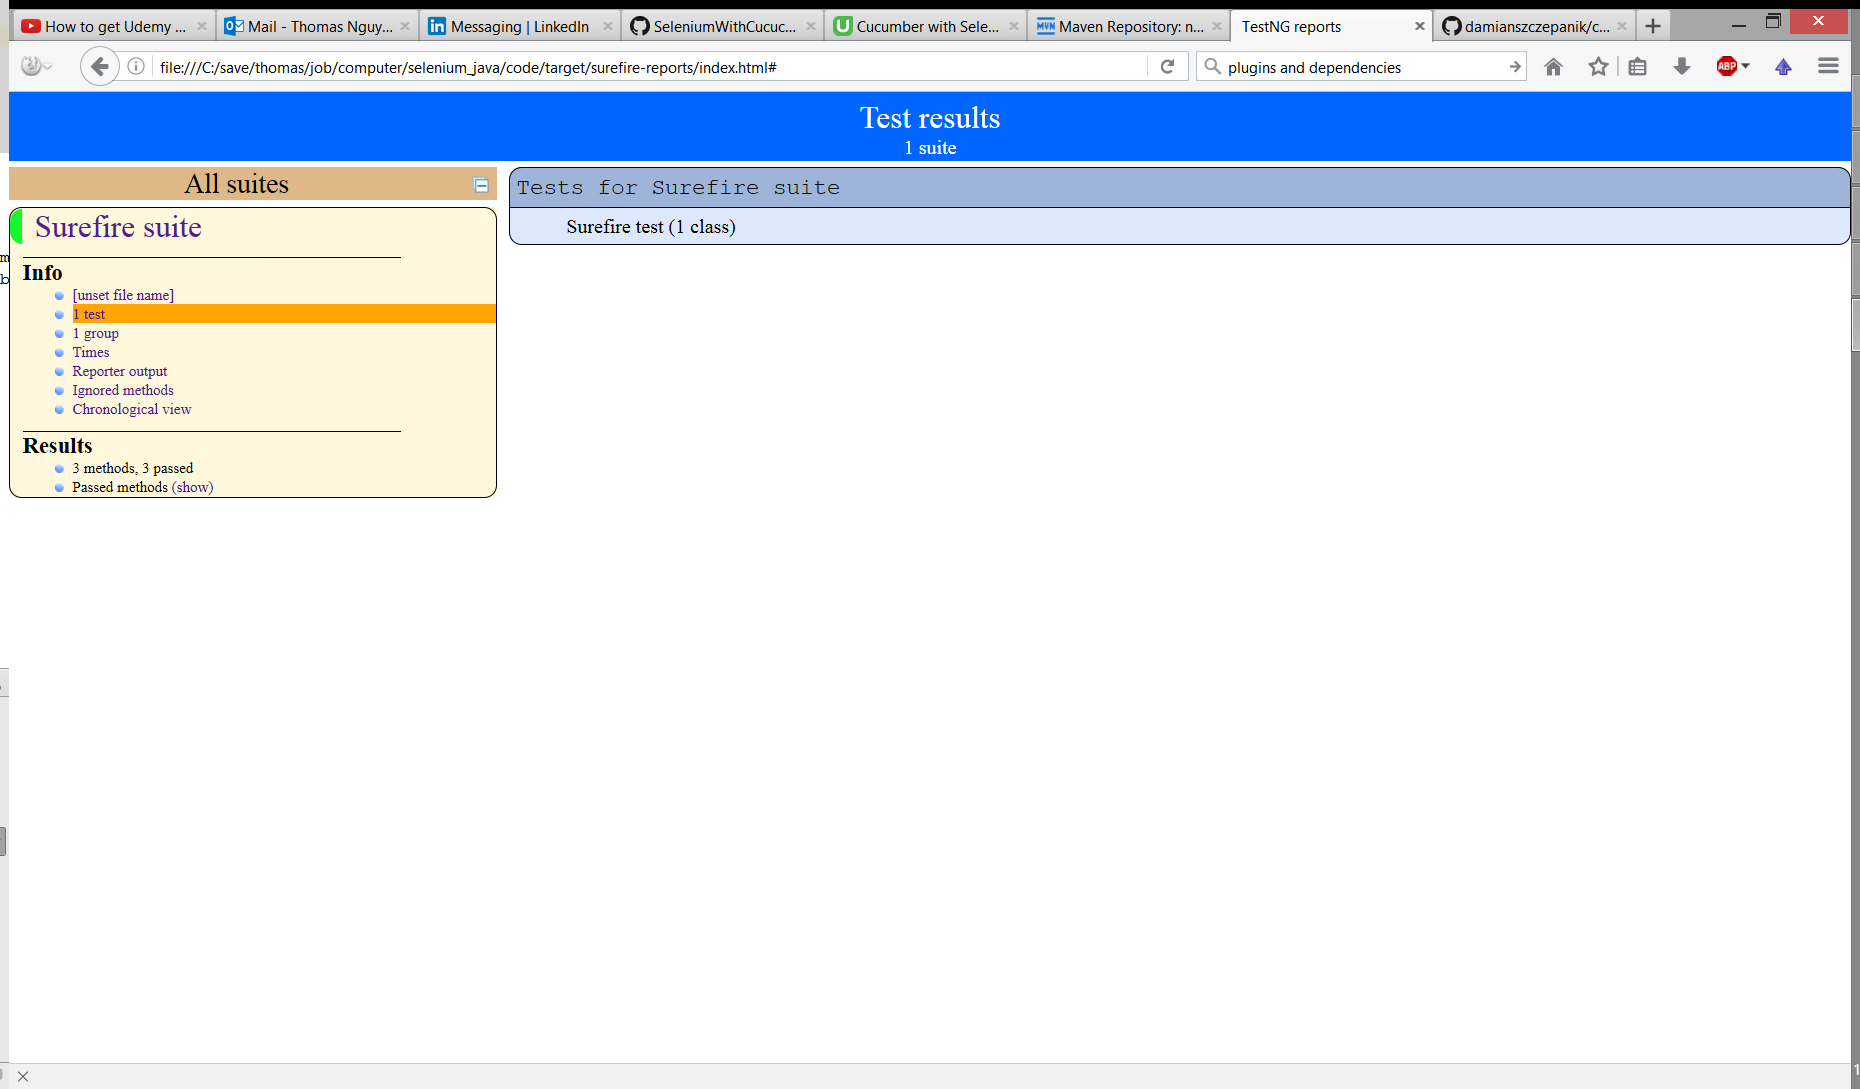 How to get Udemy ...
Mail - Thomas Nguy...
Messaging | LinkedIn
SeleniumWithCucuc...
Cucumber with Sele...
Maven Repository: n...
TestNG reports
damianszczepanik/c...
file:///C:/save/thomas/job/computer/selenium_java/code/target/surefire-reports/index.html#
plugins and dependencies
ABP
Test results
1 suite
All suites
Surefire suite
Info
[unset file name]
1 test
1 group
Times
Reporter output
Ignored methods
Chronological view
Results
3 methods, 3 passed
Passed methods (show)
Tests for Surefire suite
Surefire test (1 class)